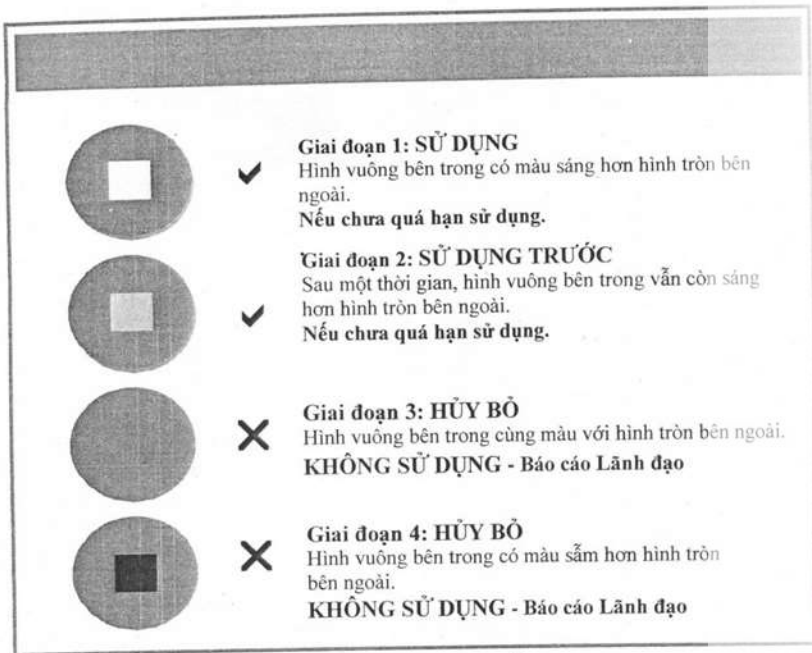 Giai đoạn 1: SỬ DỤNG
Hình vuông bên trong có màu sáng hơn hình tròn bên
ngoài.
Nếu chưa quá hạn sử dụng.
Giai đoạn 2: SỬ DỤNG TRƯỚC
Sau một thời gian, hình vuông bên trong vẫn còn sáng
hơn hình tròn bên ngoài.
Nếu chưa quá hạn sử dụng.
Giai đoạn 3: HỦY BỎ
Hình vuông bên trong cùng màu với hình tròn bên ngoài.
KHÔNG SỬ DỤNG - Báo cáo Lãnh đạo
Giai đoạn 4: HỦY BỎ
Hình vuông bên trong có màu sẫm hơn hình tròn
bên ngoài.
KHÔNG SỬ DỤNG - Báo cáo Lãnh đạo